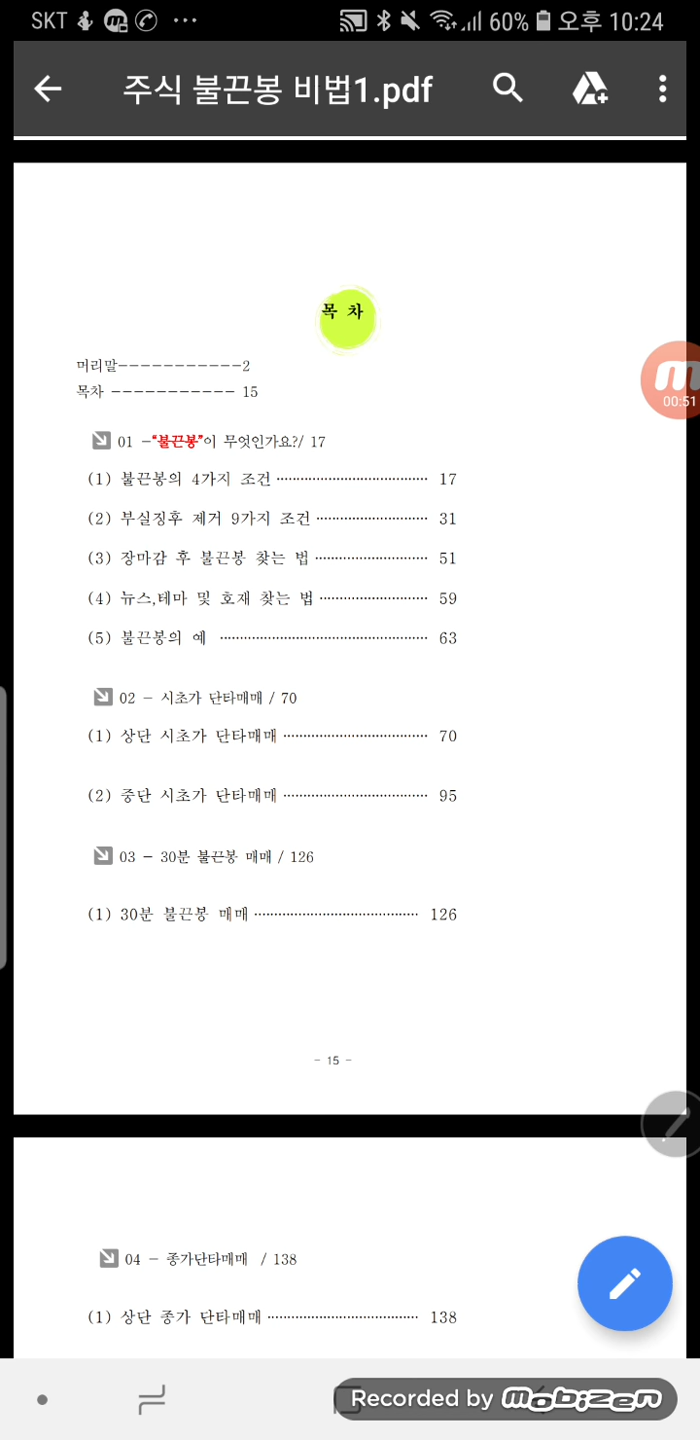 SKT 60% 오후 10:24
주식 불끈봉 비법1.pdf
목 차
머리말-----------2
목차 ----------- 15
00:51
01 -“불끈봉”이 무엇인가요?/ 17
(1) 불끈봉의 4가지 조건 ···································· 17
(2) 부실징후 제거 9가지 조건 ··························· 31
(3) 장마감 후 불끈봉 찾는 법 ··························· 51
(4) 뉴스,테마 및 호재 찾는 법 ·························· 59
(5) 불끈봉의 예 ·················································· 63
02 - 시초가 단타매매 / 70
(1) 상단 시초가 단타매매 ··································· 70
(2) 중단 시초가 단타매매 ··································· 95
03 - 30분 불끈봉 매매 / 126
(1) 30분 불끈봉 매매 ······································· 126
- 15 -
04 - 종가단타매매 / 138
(1) 상단 종가 단타매매 ···································· 138
Recorded by mobizen